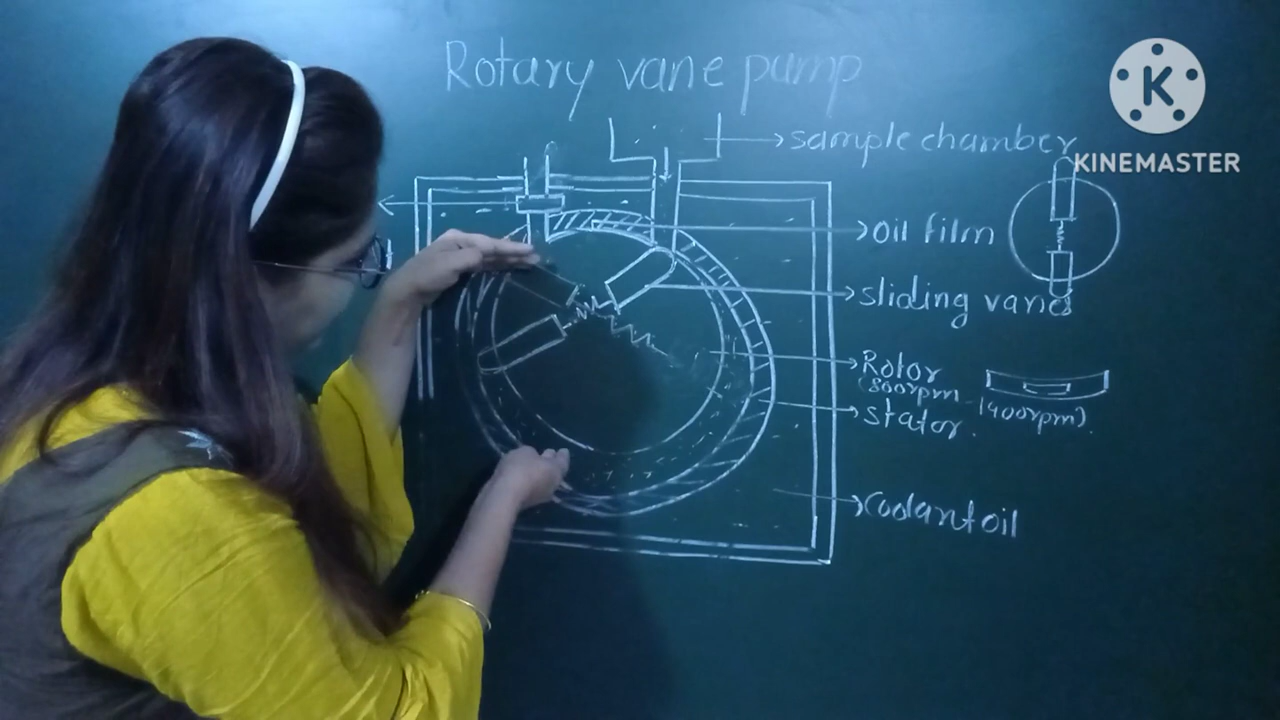 Rotary vane pump
sample chamber
K
KINEMASTER
oil film
sliding vanes
Rotor
(800rpm - 1400rpm).
stator.
coolant oil